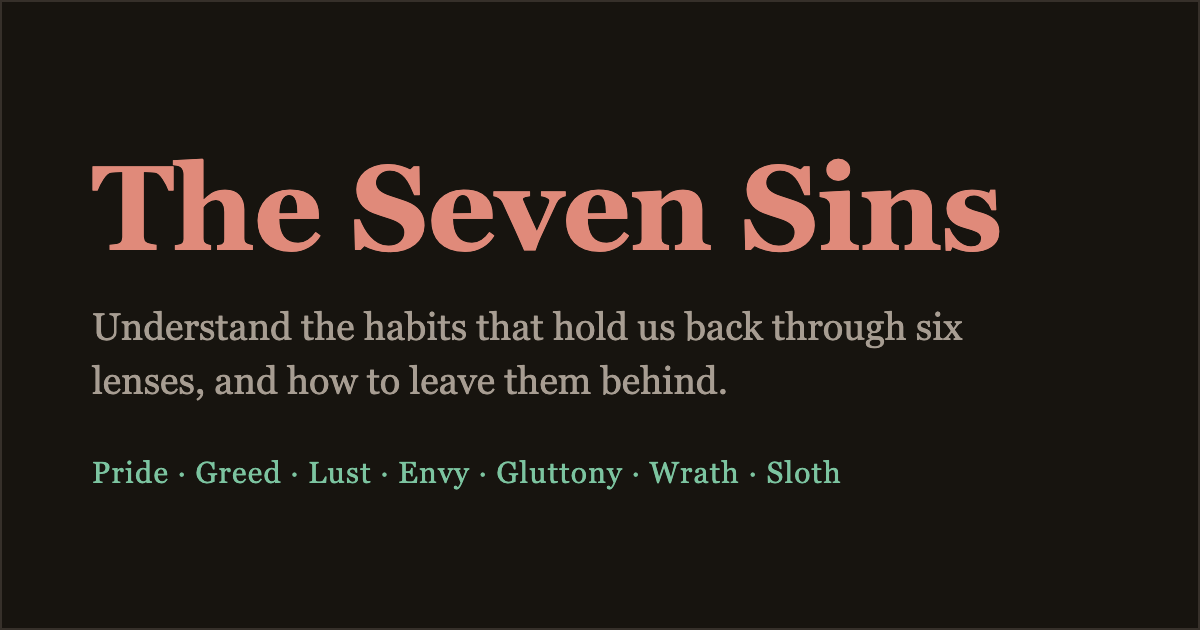 The Seven Sins
Understand the habits that hold us back through six
lenses, and how to leave them behind.
Pride · Greed · Lust · Envy · Gluttony · Wrath · Sloth